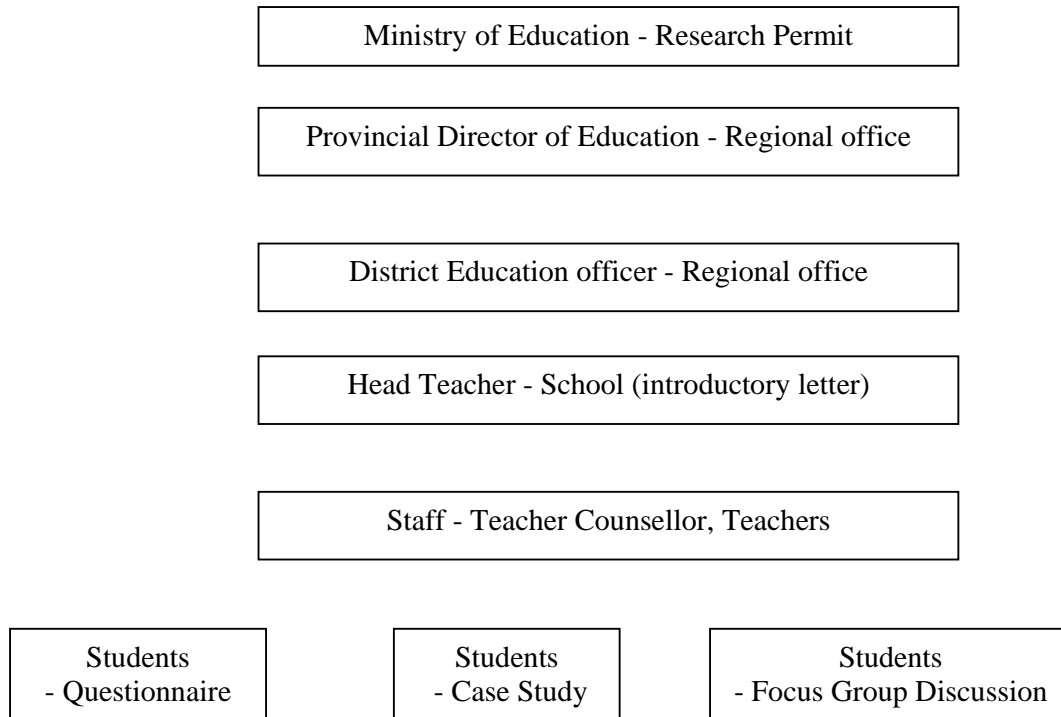 Ministry of Education - Research Permit
Provincial Director of Education - Regional office
District Education officer - Regional office
Head Teacher - School (introductory letter)
Staff - Teacher Counsellor, Teachers
Students
- Questionnaire
Students
- Case Study
Students
- Focus Group Discussion